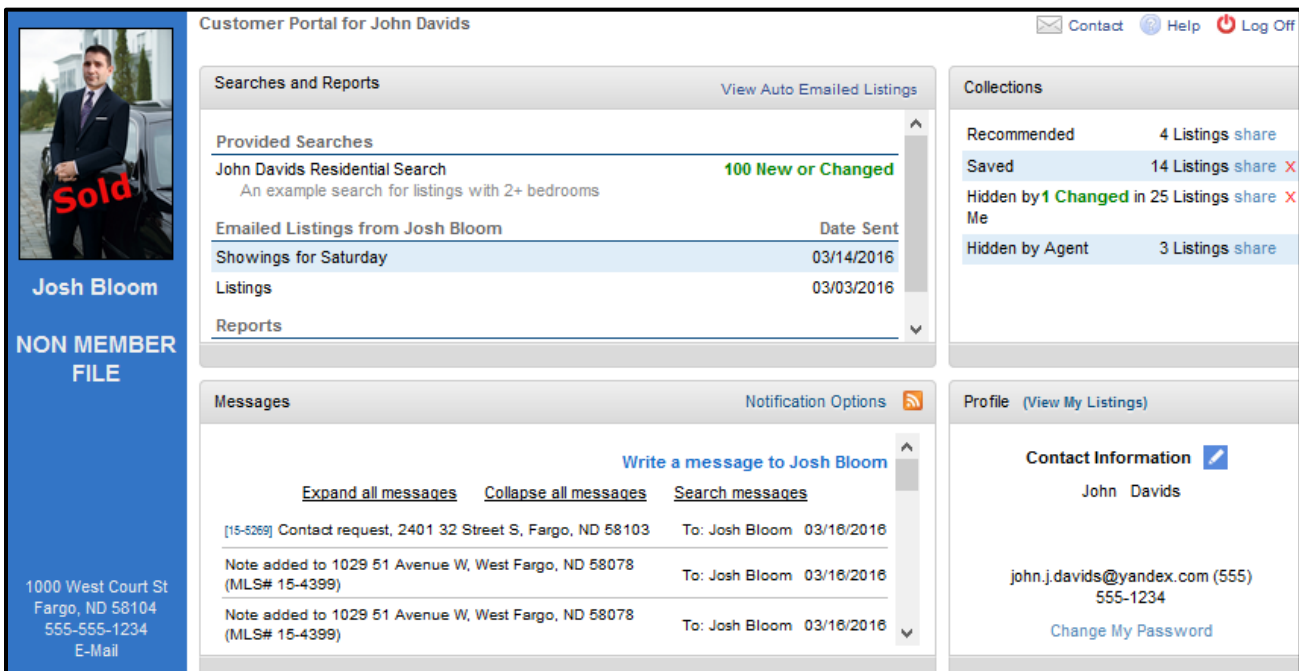 Customer Portal for John Davids
Contact
Help
Log Off
Sold
Josh Bloom
NON MEMBER
FILE
1000 West Court St
Fargo, ND 58104
555-555-1234
E-Mail
Searches and Reports
View Auto Emailed Listings
Provided Searches
John Davids Residential Search 100 New or Changed
An example search for listings with 2+ bedrooms
Emailed Listings from Josh Bloom Date Sent
Showings for Saturday 03/14/2016
Listings 03/03/2016
Reports
Collections
Recommended 4 Listings share
Saved 14 Listings share X
Hidden by 1 Changed in 25 Listings share X
Me
Hidden by Agent 3 Listings share
Messages
Notification Options
Write a message to Josh Bloom
Expand all messages Collapse all messages Search messages
[15-5269] Contact request, 2401 32 Street S, Fargo, ND 58103 To: Josh Bloom 03/16/2016
Note added to 1029 51 Avenue W, West Fargo, ND 58078
(MLS# 15-4399) To: Josh Bloom 03/16/2016
Note added to 1029 51 Avenue W, West Fargo, ND 58078
(MLS# 15-4399) To: Josh Bloom 03/16/2016
Profile (View My Listings)
Contact Information
John Davids
john.j.davids@yandex.com (555)
555-1234
Change My Password